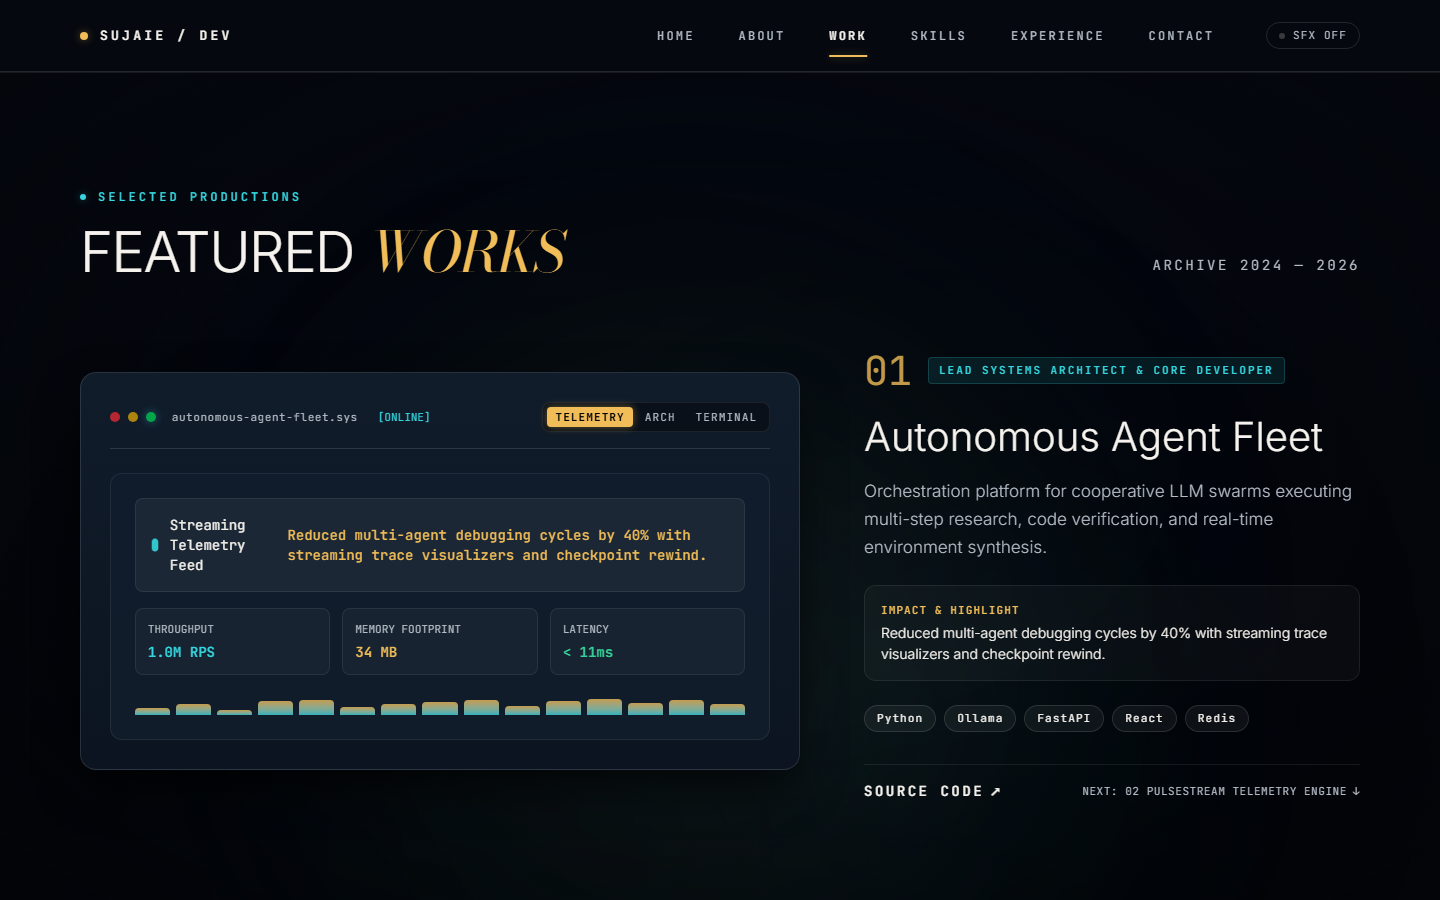 SUJAIE / DEV
HOME
ABOUT
WORK
SKILLS
EXPERIENCE
CONTACT
SFX OFF
SELECTED PRODUCTIONS
FEATURED WORKS
ARCHIVE 2024 — 2026
autonomous-agent-fleet.sys
[ONLINE]
TELEMETRY
ARCH
TERMINAL
Streaming
Telemetry
Feed
Reduced multi-agent debugging cycles by 40% with
streaming trace visualizers and checkpoint rewind.
THROUGHPUT
1.0M RPS
MEMORY FOOTPRINT
34 MB
LATENCY
< 11ms
01
LEAD SYSTEMS ARCHITECT & CORE DEVELOPER
Autonomous Agent Fleet
Orchestration platform for cooperative LLM swarms executing
multi-step research, code verification, and real-time
environment synthesis.
IMPACT & HIGHLIGHT
Reduced multi-agent debugging cycles by 40% with streaming trace
visualizers and checkpoint rewind.
Python
Ollama
FastAPI
React
Redis
SOURCE CODE ↗
NEXT: 02 PULSESTREAM TELEMETRY ENGINE ↓